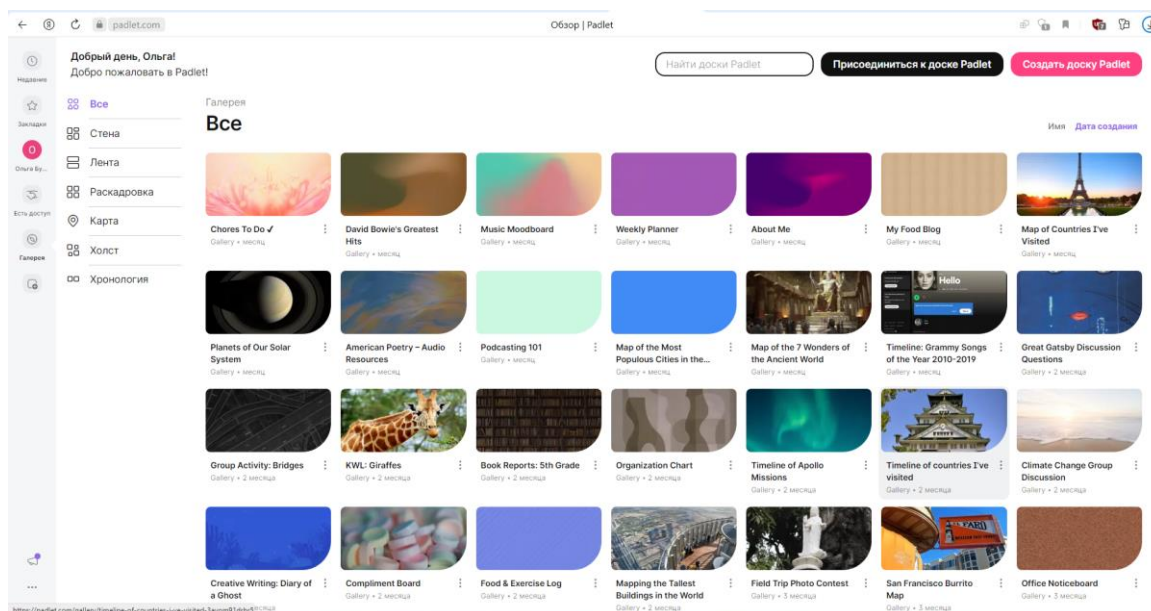 padlet.com
Обзор | Padlet
Добрый день, Ольга!
Добро пожаловать в Padlet!
Найти доски Padlet
Присоединиться к доске Padlet
Создать доску Padlet
Недавние
Закладки
О
Ольга Бу...
Есть доступ
Галерея
Все
Стена
Лента
Раскадровка
Карта
Холст
Хронология
Галерея
Все
Имя Дата создания
Chores To Do ✓
Gallery • месяц
David Bowie's Greatest
Hits
Gallery • месяц
Music Moodboard
Gallery • месяц
Weekly Planner
Gallery • месяц
About Me
Gallery • месяц
My Food Blog
Gallery • месяц
Map of Countries I've
Visited
Gallery • месяц
Planets of Our Solar
System
Gallery • месяц
American Poetry – Audio
Resources
Gallery • месяц
Podcasting 101
Gallery • месяц
Map of the Most
Populous Cities in the...
Gallery • месяц
Map of the 7 Wonders of
the Ancient World
Gallery • месяц
Hello
Timeline: Grammy Songs
of the Year 2010-2019
Gallery • месяц
Great Gatsby Discussion
Questions
Gallery • 2 месяца
Group Activity: Bridges
Gallery • 2 месяца
KWL: Giraffes
Gallery • 2 месяца
Book Reports: 5th Grade
Gallery • 2 месяца
Organization Chart
Gallery • 2 месяца
Timeline of Apollo
Missions
Gallery • 2 месяца
Timeline of countries I've
visited
Gallery • 2 месяца
Climate Change Group
Discussion
Gallery • 2 месяца
Creative Writing: Diary of
a Ghost
Compliment Board
Gallery • 2 месяца
Food & Exercise Log
Gallery • 2 месяца
Mapping the Tallest
Buildings in the World
Gallery • 2 месяца
Field Trip Photo Contest
Gallery • 3 месяца
San Francisco Burrito
Map
Gallery • 3 месяца
Office Noticeboard
Gallery • 3 месяца